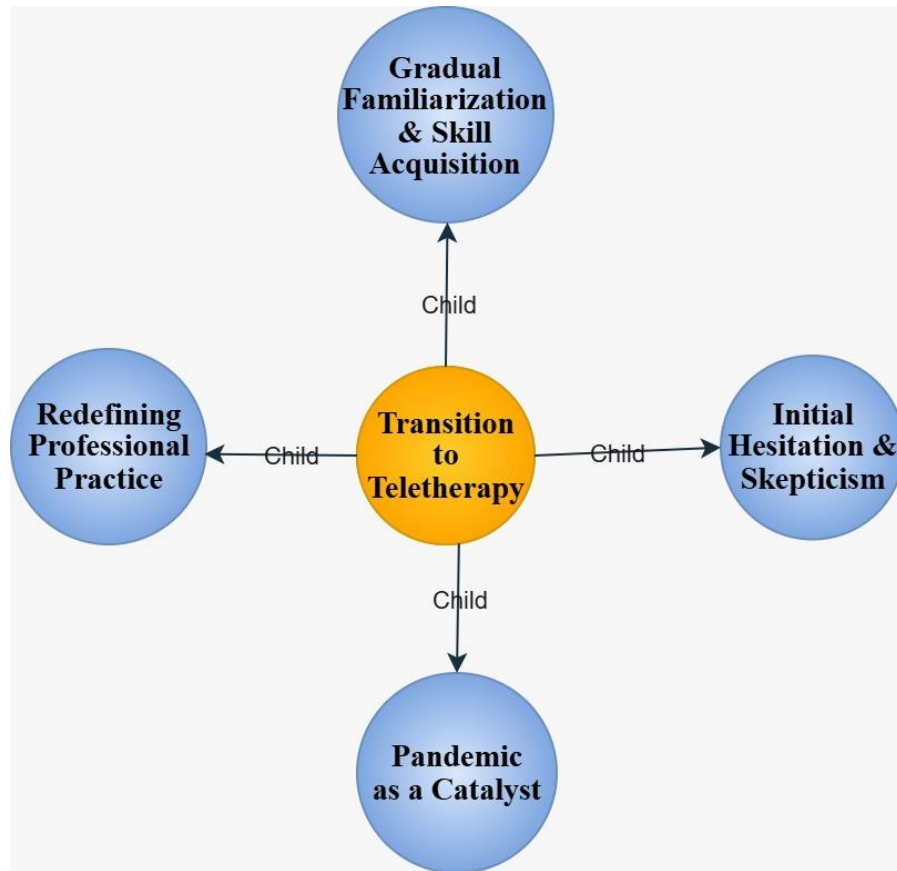 Gradual
Familiarization
& Skill
Acquisition
Child
Redefining
Professional
Practice
Child
Transition
to
Teletherapy
Child
Initial
Hesitation &
Skepticism
Child
Pandemic
as a Catalyst